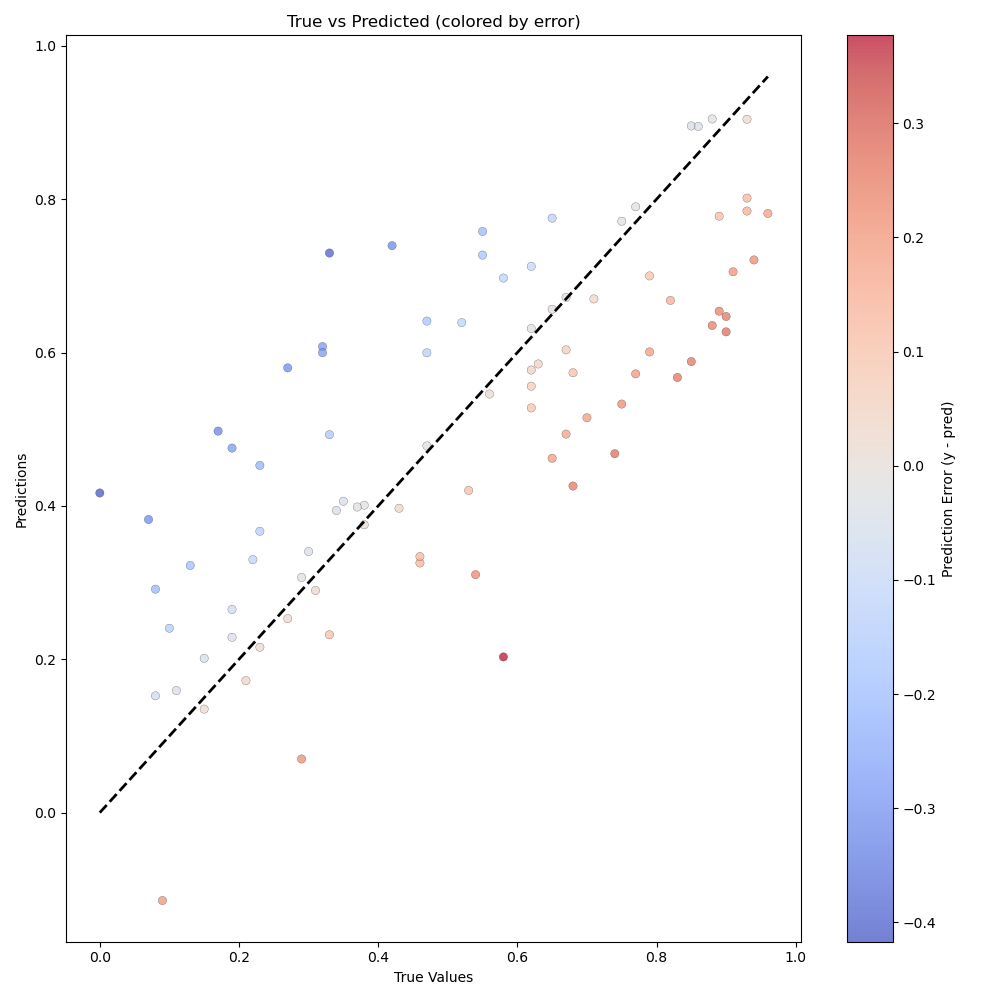 True vs Predicted (colored by error)
1.0
0.8
0.6
0.4
0.2
0.0
Predictions
0.0 0.2 0.4 0.6 0.8 1.0
True Values
0.3
0.2
0.1
0.0
−0.1
−0.2
−0.3
−0.4
Prediction Error (y - pred)